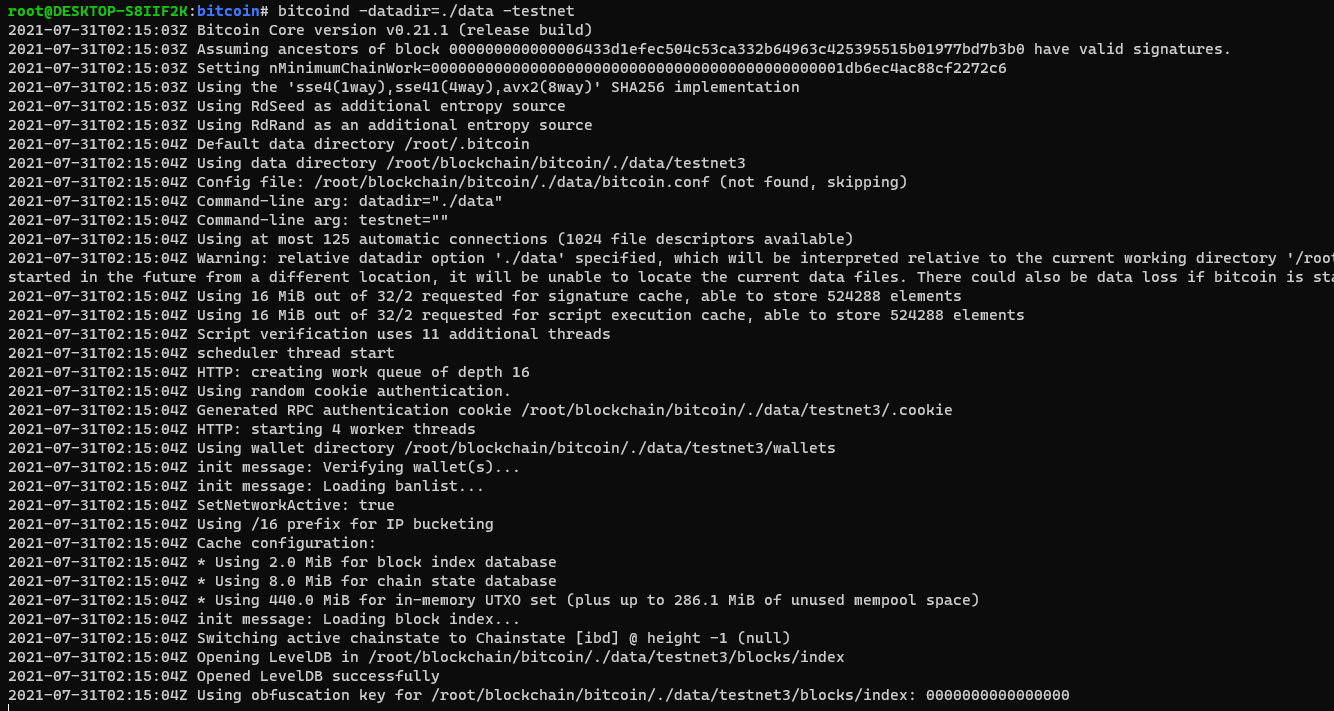 root@DESKTOP-S8IIF2K:bitcoin# bitcoind -datadir=./data -testnet
2021-07-31T02:15:03Z Bitcoin Core version v0.21.1 (release build)
2021-07-31T02:15:03Z Assuming ancestors of block 000000000000006433d1efec504c53ca332b64963c425395515b01977bd7b3b0 have valid signatures.
2021-07-31T02:15:03Z Setting nMinimumChainWork=0000000000000000000000000000000000000000000001db6ec4ac88cf2272c6
2021-07-31T02:15:03Z Using the 'sse4(1way),sse41(4way),avx2(8way)' SHA256 implementation
2021-07-31T02:15:03Z Using RdSeed as additional entropy source
2021-07-31T02:15:03Z Using RdRand as an additional entropy source
2021-07-31T02:15:04Z Default data directory /root/.bitcoin
2021-07-31T02:15:04Z Using data directory /root/blockchain/bitcoin/./data/testnet3
2021-07-31T02:15:04Z Config file: /root/blockchain/bitcoin/./data/bitcoin.conf (not found, skipping)
2021-07-31T02:15:04Z Command-line arg: datadir="./data"
2021-07-31T02:15:04Z Command-line arg: testnet=""
2021-07-31T02:15:04Z Using at most 125 automatic connections (1024 file descriptors available)
2021-07-31T02:15:04Z Warning: relative datadir option './data' specified, which will be interpreted relative to the current working directory '/root
started in the future from a different location, it will be unable to locate the current data files. There could also be data loss if bitcoin is sta
2021-07-31T02:15:04Z Using 16 MiB out of 32/2 requested for signature cache, able to store 524288 elements
2021-07-31T02:15:04Z Using 16 MiB out of 32/2 requested for script execution cache, able to store 524288 elements
2021-07-31T02:15:04Z Script verification uses 11 additional threads
2021-07-31T02:15:04Z scheduler thread start
2021-07-31T02:15:04Z HTTP: creating work queue of depth 16
2021-07-31T02:15:04Z Using random cookie authentication.
2021-07-31T02:15:04Z Generated RPC authentication cookie /root/blockchain/bitcoin/./data/testnet3/.cookie
2021-07-31T02:15:04Z HTTP: starting 4 worker threads
2021-07-31T02:15:04Z Using wallet directory /root/blockchain/bitcoin/./data/testnet3/wallets
2021-07-31T02:15:04Z init message: Verifying wallet(s)...
2021-07-31T02:15:04Z init message: Loading banlist...
2021-07-31T02:15:04Z SetNetworkActive: true
2021-07-31T02:15:04Z Using /16 prefix for IP bucketing
2021-07-31T02:15:04Z Cache configuration:
2021-07-31T02:15:04Z * Using 2.0 MiB for block index database
2021-07-31T02:15:04Z * Using 8.0 MiB for chain state database
2021-07-31T02:15:04Z * Using 440.0 MiB for in-memory UTXO set (plus up to 286.1 MiB of unused mempool space)
2021-07-31T02:15:04Z init message: Loading block index...
2021-07-31T02:15:04Z Switching active chainstate to Chainstate [ibd] @ height -1 (null)
2021-07-31T02:15:04Z Opening LevelDB in /root/blockchain/bitcoin/./data/testnet3/blocks/index
2021-07-31T02:15:04Z Opened LevelDB successfully
2021-07-31T02:15:04Z Using obfuscation key for /root/blockchain/bitcoin/./data/testnet3/blocks/index: 0000000000000000